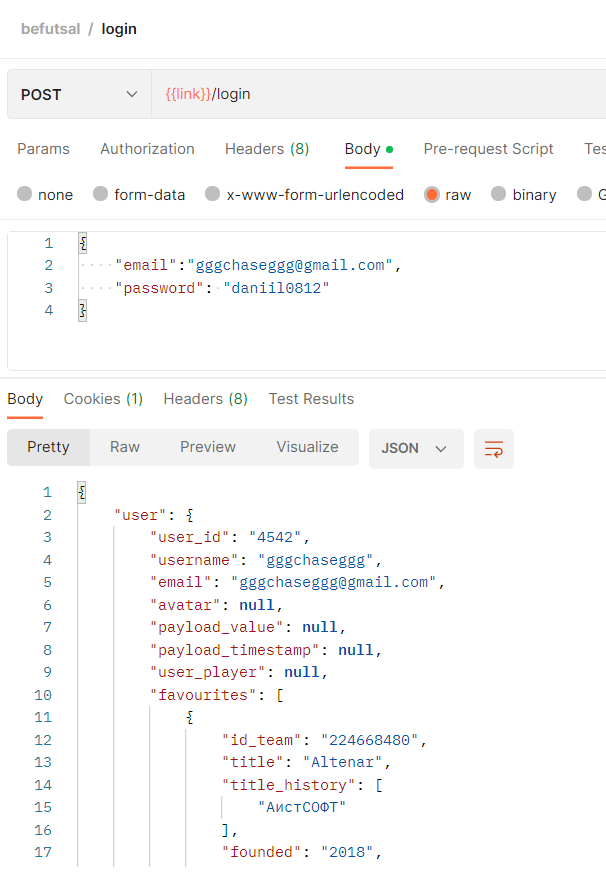 befutsal / login
POST {{link}}/login
Params Authorization Headers (8) Body Pre-request Script Tes
none form-data x-www-form-urlencoded raw binary G
1 {
2 "email":"gggchaseggg@gmail.com",
3 "password": "daniil0812"
4 }
Body Cookies (1) Headers (8) Test Results
Pretty Raw Preview Visualize JSON
1 {
2 "user": {
3 "user_id": "4542",
4 "username": "gggchaseggg",
5 "email": "gggchaseggg@gmail.com",
6 "avatar": null,
7 "payload_value": null,
8 "payload_timestamp": null,
9 "user_player": null,
10 "favourites": [
11 {
12 "id_team": "224668480",
13 "title": "Altenar",
14 "title_history": [
15 "АистСОФТ"
16 ],
17 "founded": "2018",